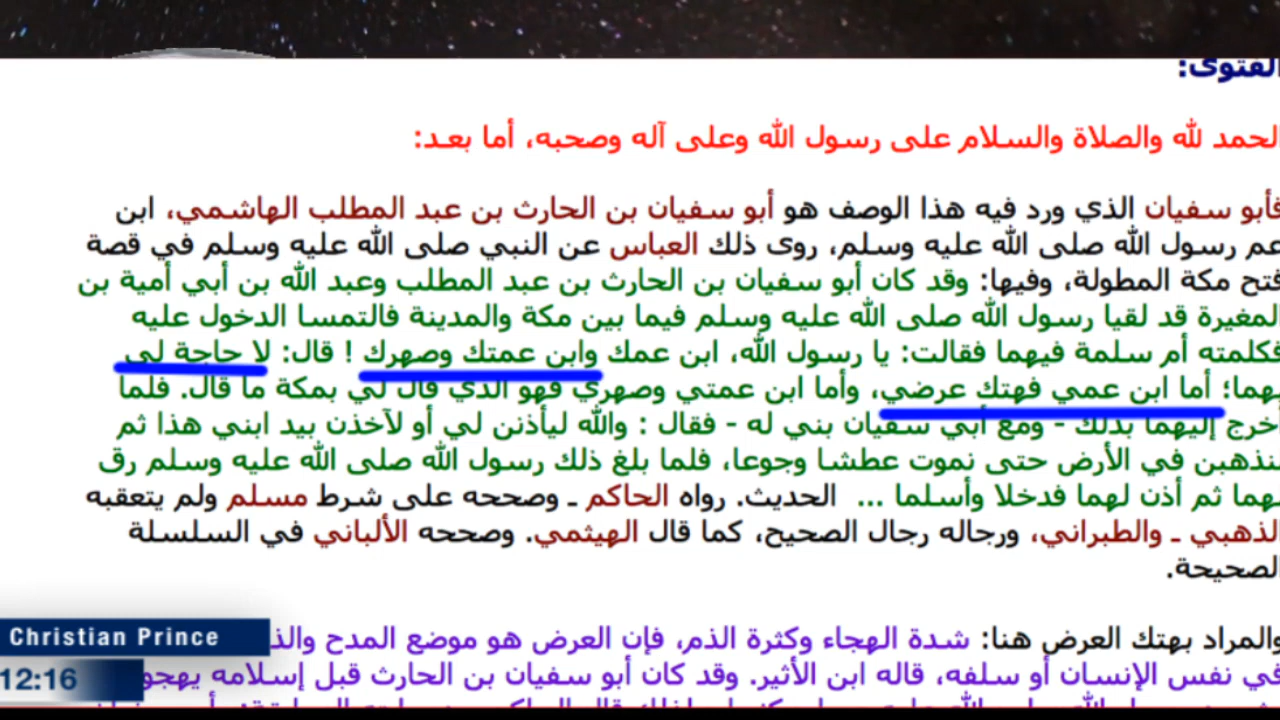 الفتوى:
الحمد لله والصلاة والسلام على رسول الله وعلى آله وصحبه، أما بعـد:
فأبو سفيان الذي ورد فيه هذا الوصف هو أبو سـفيان بن الحارث بن عبد المطلب الهاشـمي، ابن
عم رسـول الله صلى الله عليه وسلم، روى ذلك العباس عن النبي صلى الله عليه وسلم في قصة
فتح مكة المطولة، وفيها: وقد كان أبو سـفيان بن الحارث بن عبد المطلب وعبد الله بن أبي أمية بن
المغيرة قد لقيا رسول الله صلى الله عليه وسلم فيما بين مكة والمدينة فالتمسا الدخول عليه
فكلمته أم سـلمة فيهما فقالت: يا رسـول الله، ابن عمك وابن عمتك وصهرك ! قال: لا حاجة لي
بهما؛ أما ابن عمي فهتك عرضي، وأما ابن عمتي وصهري فهو الذي قال لي بمكة ما قال. فلما
أخرج إليهما بذلك - ومع أبي سفيان بني له - فقال : والله ليأذنن لي أو لآخذن بيد ابني هذا ثم
لنذهبن في الأرض حتى نموت عطشا وجوعا، فلما بلغ ذلك رسول الله صلى الله عليه وسلم رق
لهما ثم أذن لهما فدخلا وأسلما ... الحديث. رواه الحاكم ـ وصححه على شرط مسلم ولم يتعقبه
الذهبي ـ والطبراني، ورجاله رجال الصحيح، كما قال الهيثمي. وصححه الألباني في السلسلة
الصحيحة.
والمراد بهتك العرض هنا: شدة الهجاء وكثرة الذم، فإن العرض هو موضع المدح والذ
في نفس الإنسان أو سلفه، قاله ابن الأثير. وقد كان أبو سفيان بن الحارث قبل إسـلامه يهجو
Christian Prince
12:16